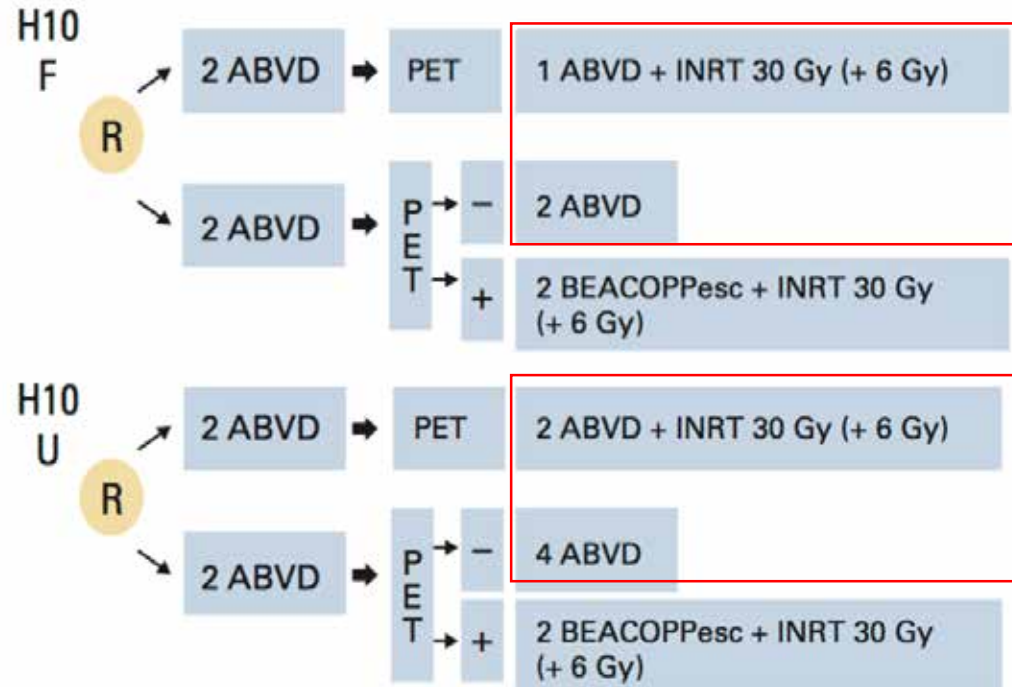 H10
F
R
2 ABVD
PET
1 ABVD + INRT 30 Gy (+ 6 Gy)
2 ABVD
PET
−
2 ABVD
+
2 BEACOPPesc + INRT 30 Gy
(+ 6 Gy)
H10
U
R
2 ABVD
PET
2 ABVD + INRT 30 Gy (+ 6 Gy)
2 ABVD
PET
−
4 ABVD
+
2 BEACOPPesc + INRT 30 Gy
(+ 6 Gy)